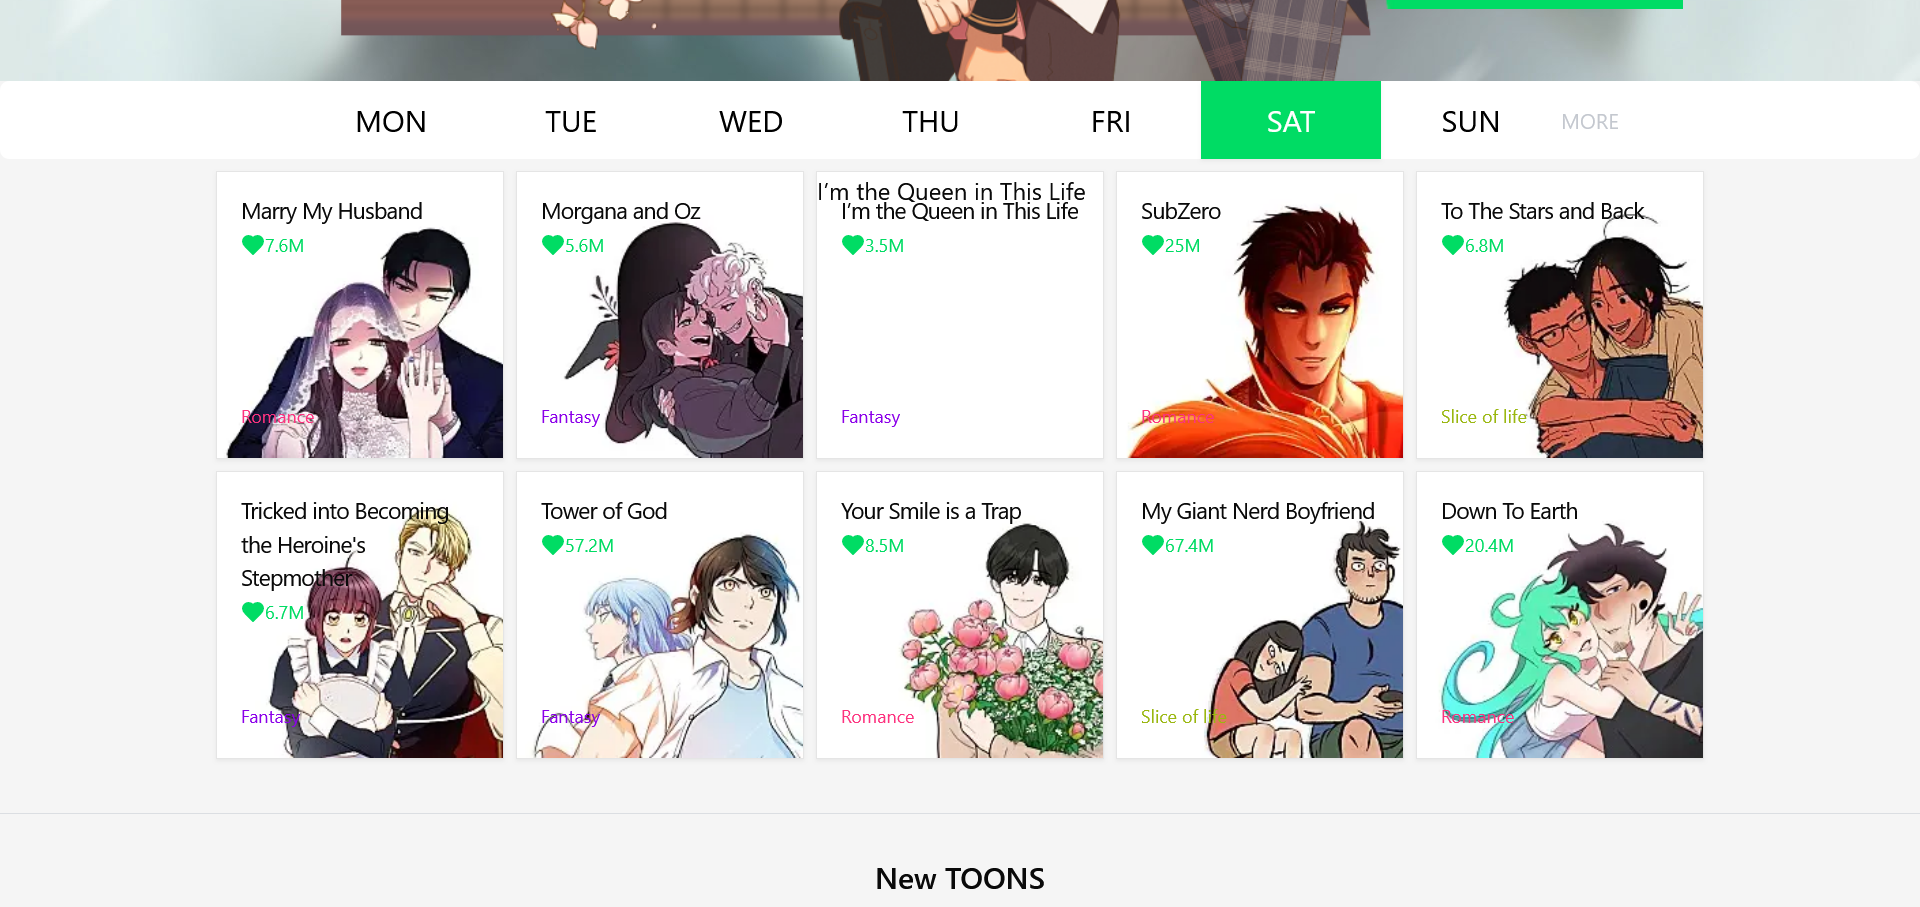 MON
TUE
WED
THU
FRI
SAT
SUN
MORE
Marry My Husband
7.6M
Romance
Morgana and Oz
5.6M
Fantasy
I'm the Queen in This Life
I'm the Queen in This Life
3.5M
Fantasy
SubZero
25M
Romance
To The Stars and Back
6.8M
Slice of life
Tricked into Becoming
the Heroine's
Stepmother
6.7M
Fantasy
Tower of God
57.2M
Fantasy
Your Smile is a Trap
8.5M
Romance
My Giant Nerd Boyfriend
67.4M
Slice of life
Down To Earth
20.4M
Romance
New TOONS